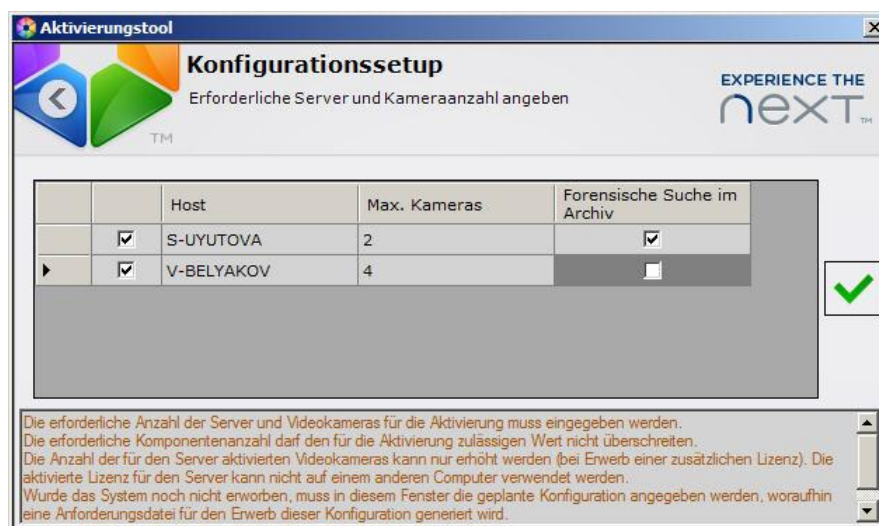 Aktivierungstool
Konfigurationssetup
Erforderliche Server und Kameraanzahl angeben
EXPERIENCE THE
next™
TM
Host Max. Kameras Forensische Suche im Archiv
S-UYUTOVA 2
V-BELYAKOV 4
Die erforderliche Anzahl der Server und Videokameras für die Aktivierung muss eingegeben werden.
Die erforderliche Komponentenanzahl darf den für die Aktivierung zulässigen Wert nicht überschreiten.
Die Anzahl der für den Server aktivierten Videokameras kann nur erhöht werden (bei Erwerb einer zusätzlichen Lizenz). Die
aktivierte Lizenz für den Server kann nicht auf einem anderen Computer verwendet werden.
Wurde das System noch nicht erworben, muss in diesem Fenster die geplante Konfiguration angegeben werden, woraufhin
eine Anforderungsdatei für den Erwerb dieser Konfiguration generiert wird.